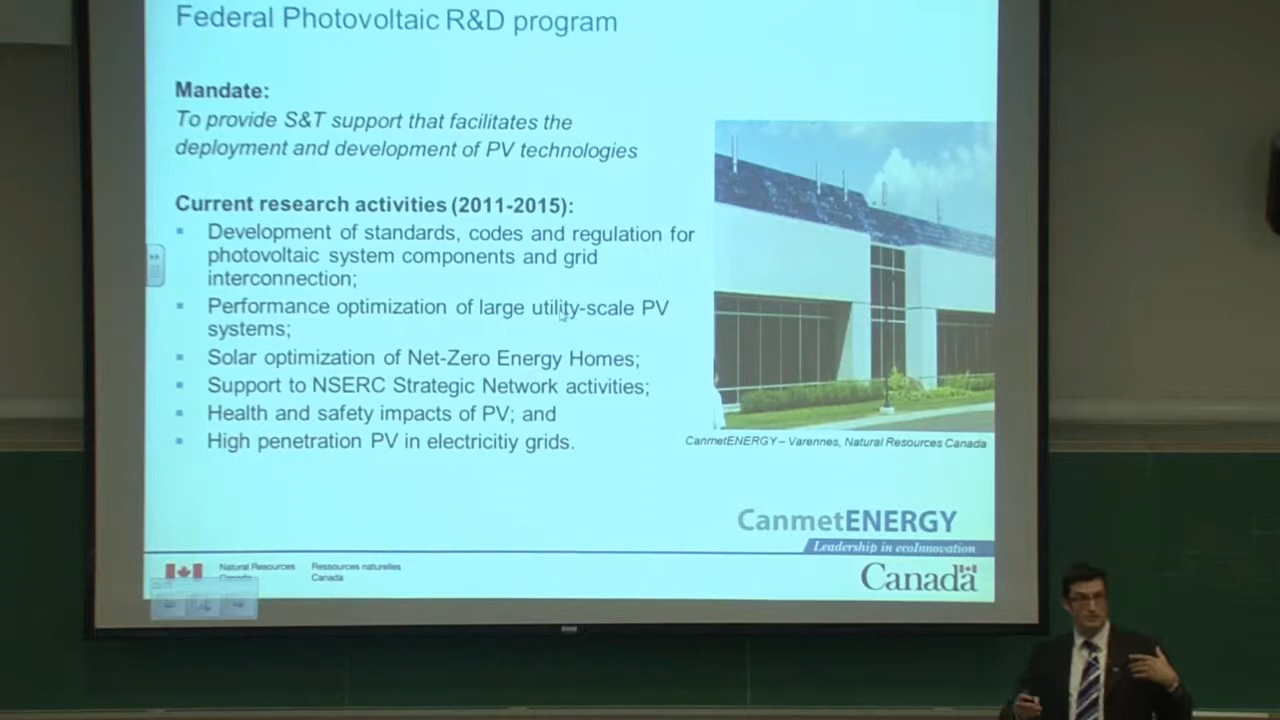 Federal Photovoltaic R&D program
Mandate:
To provide S&T support that facilitates the
deployment and development of PV technologies
Current research activities (2011-2015):
Development of standards, codes and regulation for
photovoltaic system components and grid
interconnection;
Performance optimization of large utility-scale PV
systems;
Solar optimization of Net-Zero Energy Homes;
Support to NSERC Strategic Network activities;
Health and safety impacts of PV; and
High penetration PV in electricitiy grids.
CanmetENERGY – Varennes, Natural Resources Canada
CanmetENERGY
Leadership in ecoInnovation
Natural Resources
Canada
Ressources naturelles
Canada
Canada